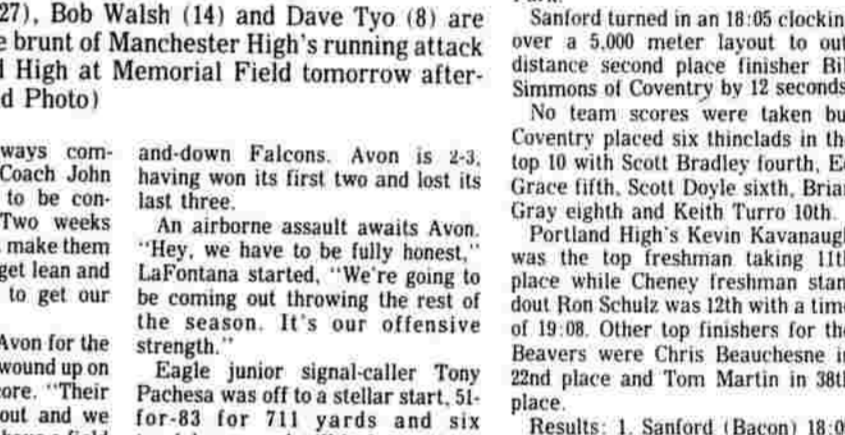 27), Bob Walsh (14) and Dave Tyo (8) are
brunt of Manchester High's running attack
High at Memorial Field tomorrow after-
Photo)
ways com-
Coach John
to be con-
Two weeks
make them
get lean and
to get our
Avon for the
wound up on
"Their
out and we
and-down Falcons. Avon is 2-3,
having won its first two and lost its
last three.
An airborne assault awaits Avon.
"Hey, we have to be fully honest,"
LaFontana started, "We're going to
be coming out throwing the rest of
the season. It's our offensive
strength."
Eagle junior signal-caller Tony
Pachesa was off to a stellar start, 51-
for-83 for 711 yards and six
Sanford turned in an 18:05 clockin
over a 5,000 meter layout to out
distance second place finisher Bil
Simmons of Coventry by 12 seconds
No team scores were taken bu
Coventry placed six thinclads in th
top 10 with Scott Bradley fourth, E
Grace fifth, Scott Doyle sixth, Bria
Gray eighth and Keith Turro 10th.
Portland High's Kevin Kavanaug
was the top freshman taking 11t
place while Cheney freshman stan
dout Ron Schulz was 12th with a tim
of 19:08. Other top finishers for th
Beavers were Chris Beauchesne i
22nd place and Tom Martin in 38t
place.
Results: 1. Sanford (Bacon) 18:0